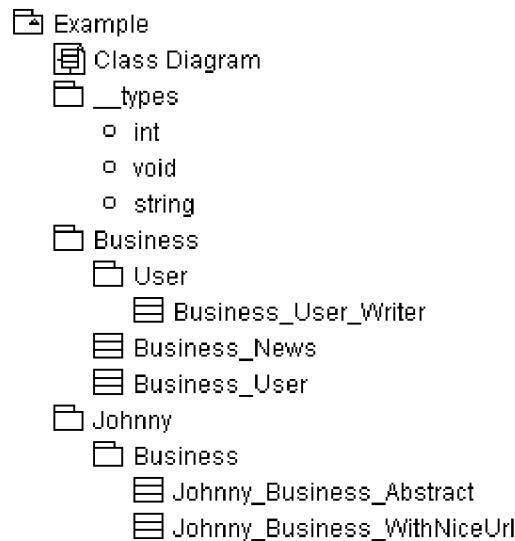 Example
Class Diagram
__types
int
void
string
Business
User
Business_User_Writer
Business_News
Business_User
Johnny
Business
Johnny_Business_Abstract
Johnny_Business_WithNiceUrl